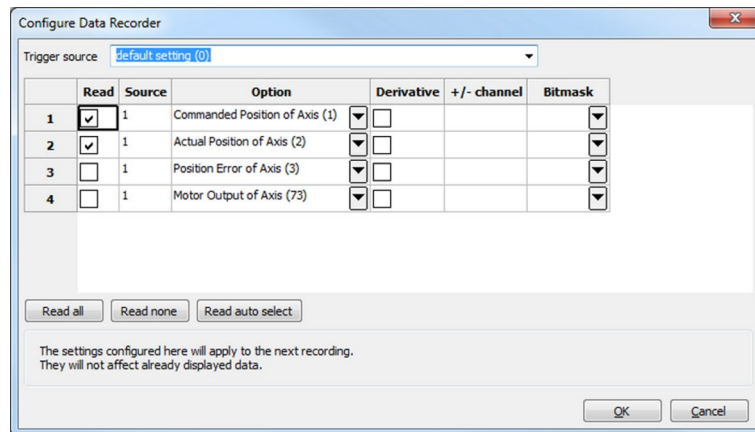 Configure Data Recorder
Trigger source default setting (0)
Read Source Option Derivative +/- channel Bitmask
1 1 Commanded Position of Axis (1)
2 1 Actual Position of Axis (2)
3 1 Position Error of Axis (3)
4 1 Motor Output of Axis (73)
Read all Read none Read auto select
The settings configured here will apply to the next recording.
They will not affect already displayed data.
OK Cancel